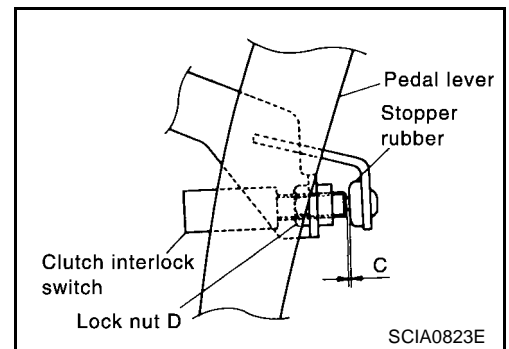 Pedal lever
Stopper
rubber
C
Clutch interlock
switch
Lock nut D
SCIA0823E